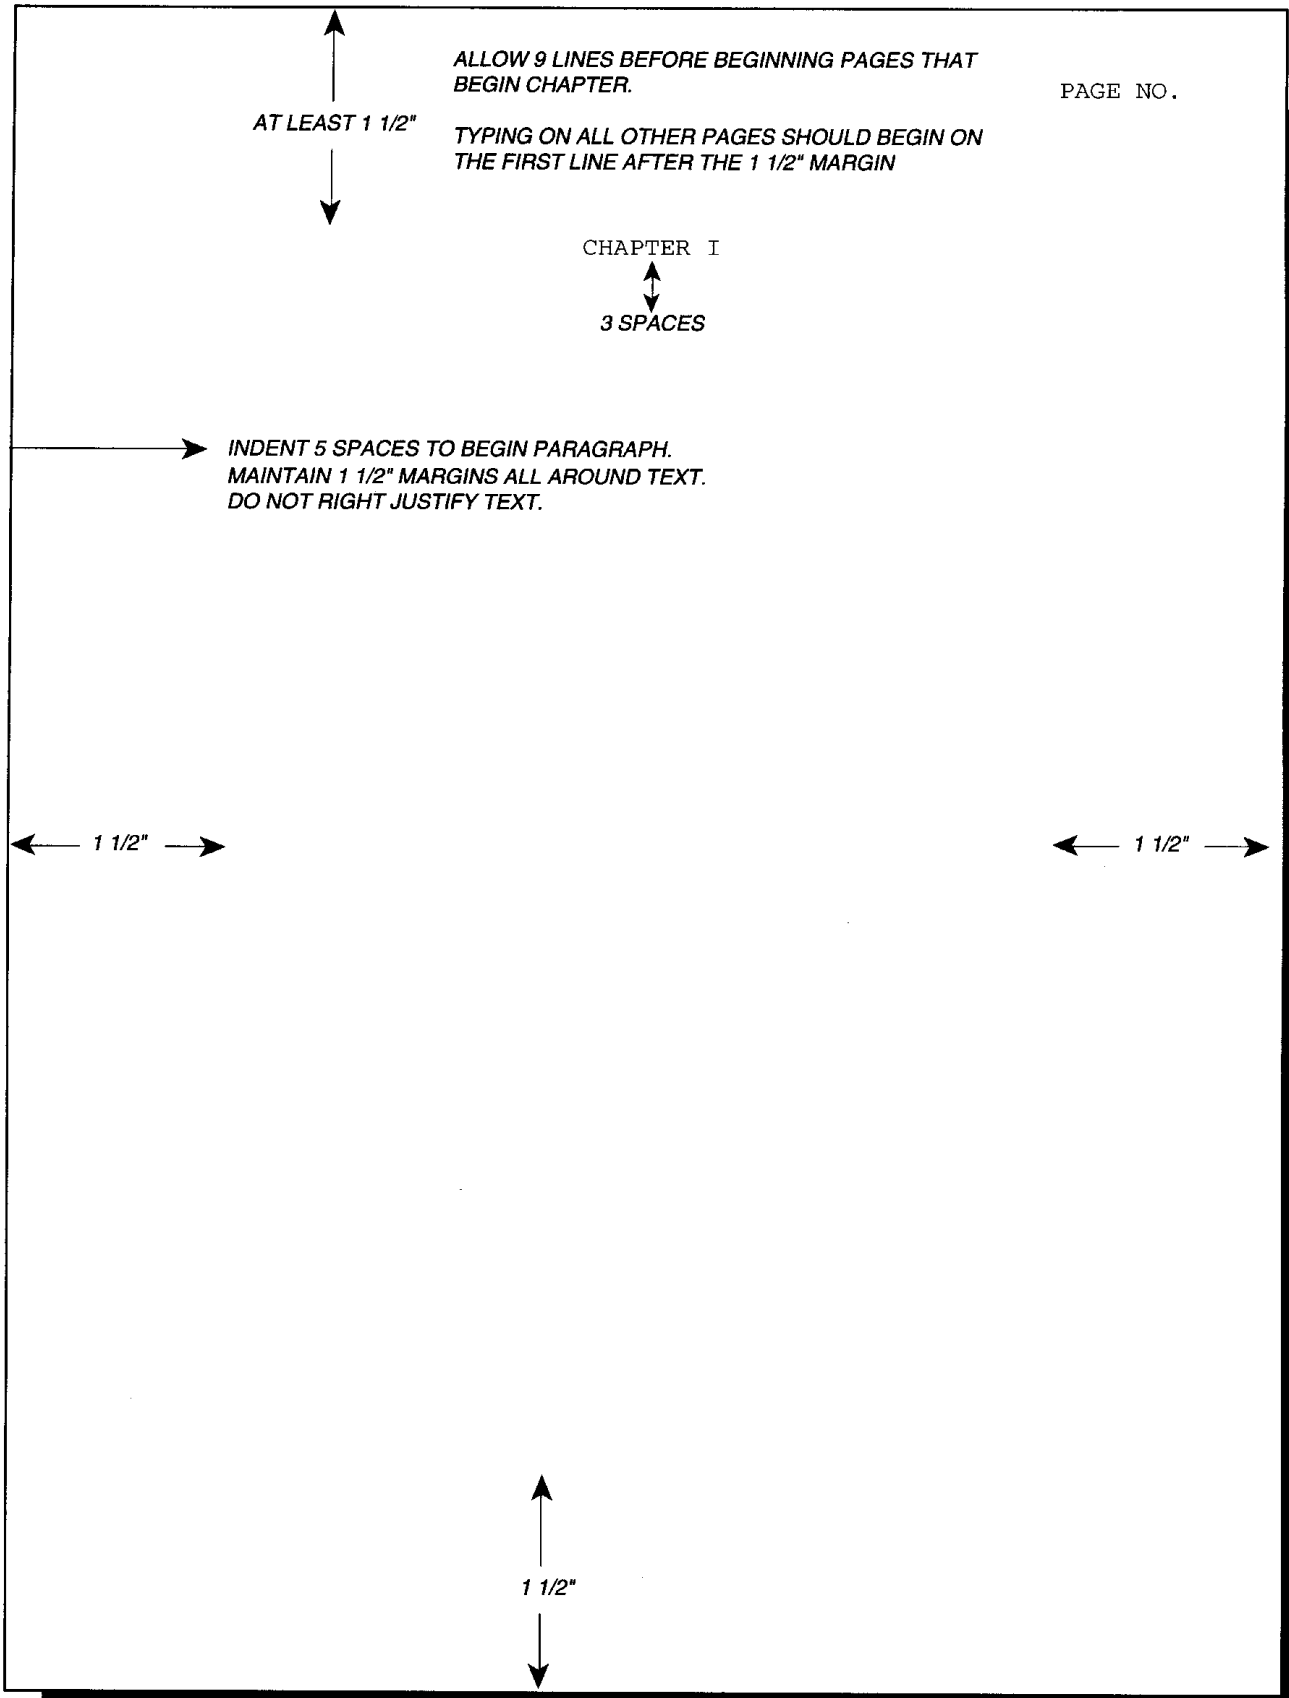 ALLOW 9 LINES BEFORE BEGINNING PAGES THAT
BEGIN CHAPTER.
PAGE NO.
AT LEAST 1 1/2"
TYPING ON ALL OTHER PAGES SHOULD BEGIN ON
THE FIRST LINE AFTER THE 1 1/2" MARGIN
CHAPTER I
3 SPACES
INDENT 5 SPACES TO BEGIN PARAGRAPH.
MAINTAIN 1 1/2" MARGINS ALL AROUND TEXT.
DO NOT RIGHT JUSTIFY TEXT.
1 1/2"
1 1/2"
1 1/2"